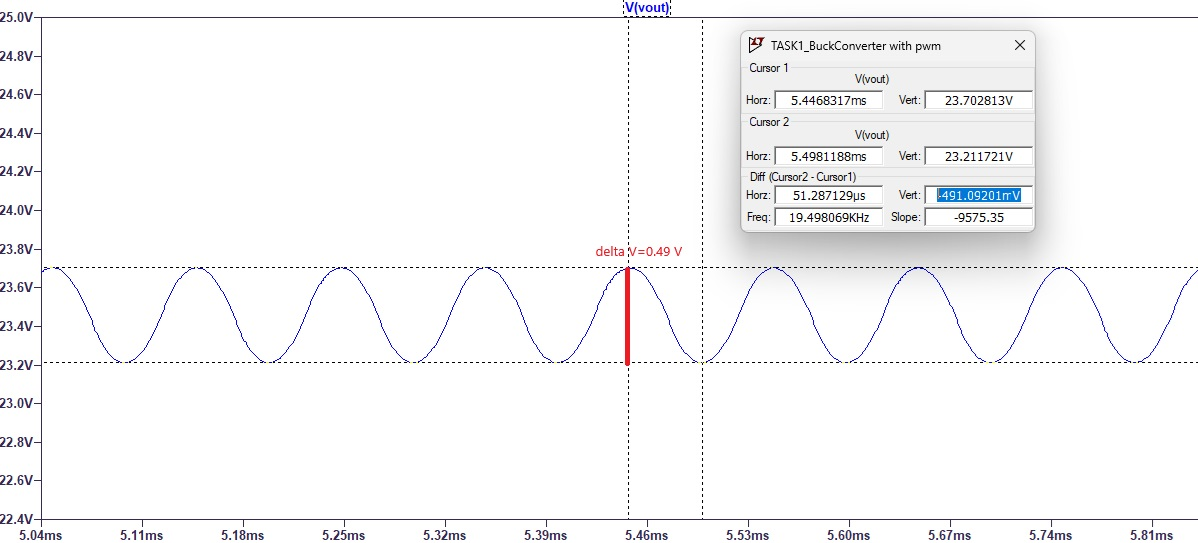 V(vout)
25.0V
24.8V
24.6V
24.4V
24.2V
24.0V
23.8V
23.6V
23.4V
23.2V
23.0V
22.8V
22.6V
22.4V
5.04ms 5.11ms 5.18ms 5.25ms 5.32ms 5.39ms 5.46ms 5.53ms 5.60ms 5.67ms 5.74ms 5.81ms
delta V=0.49 V
TASK1_BuckConverter with pwm
Cursor 1
V(vout)
Horz: 5.4468317ms Vert: 23.702813V
Cursor 2
V(vout)
Horz: 5.4981188ms Vert: 23.211721V
Diff (Cursor2 - Cursor1)
Horz: 51.287129µs Vert: -491.09201mV
Freq: 19.498069KHz Slope: -9575.35